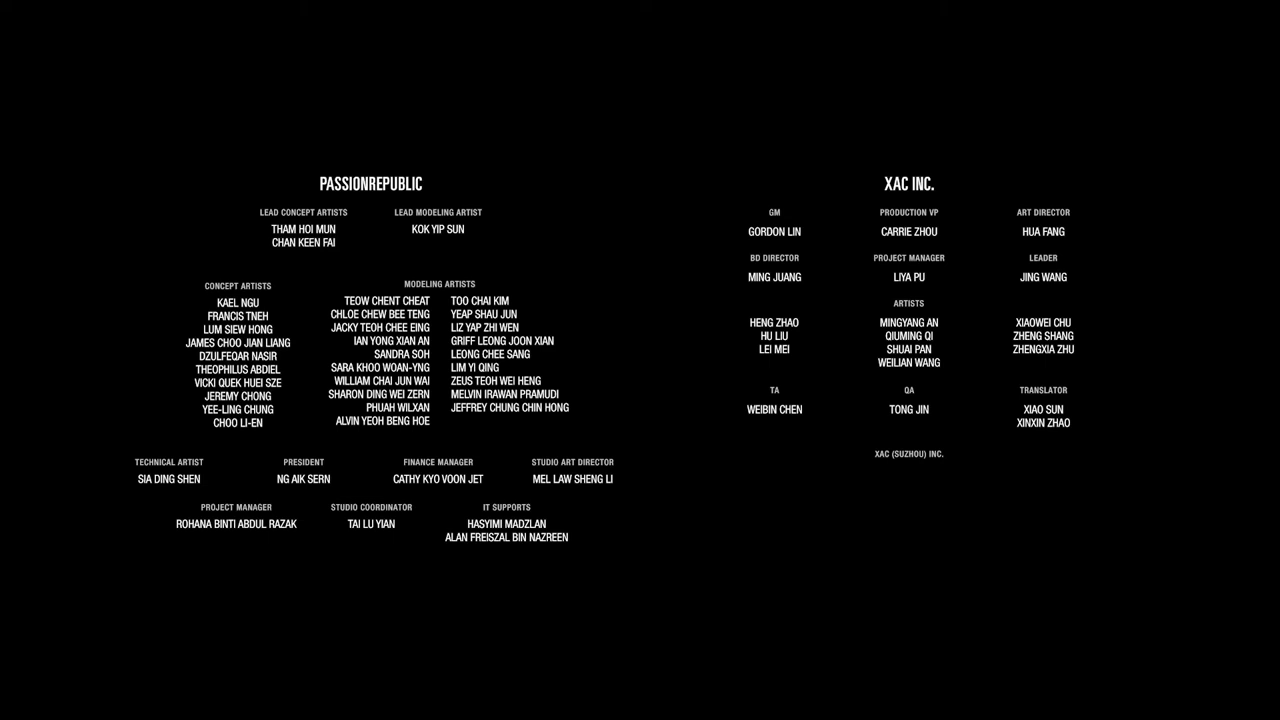 PASSIONREPUBLIC
LEAD CONCEPT ARTISTS LEAD MODELING ARTIST
THAM HOI MUN KOK YIP SUN
CHAN KEEN FAI
CONCEPT ARTISTS MODELING ARTISTS
KAEL NGU TEOW CHENT CHEAT TOO CHAI KIM
FRANCIS TNEH CHLOE CHEW BEE TENG YEAP SHAU JUN
LUM SIEW HONG JACKY TEOH CHEE EING LIZ YAP ZHI WEN
JAMES CHOO JIAN LIANG IAN YONG XIAN AN GRIFF LEONG JOON XIAN
DZULFEQAR NASIR SANDRA SOH LEONG CHEE SANG
THEOPHILUS ABDIEL SARA KHOO WOAN-YNG LIM YI QING
VICKI QUEK HUEI SZE WILLIAM CHAI JUN WAI ZEUS TEOH WEI HENG
JEREMY CHONG SHARON DING WEI ZERN MELVIN IRAWAN PRAMUDI
YEE-LING CHUNG PHUAH WILXAN JEFFREY CHUNG CHIN HONG
CHOO LI-EN ALVIN YEOH BENG HOE
TECHNICAL ARTIST PRESIDENT FINANCE MANAGER STUDIO ART DIRECTOR
SIA DING SHEN NG AIK SERN CATHY KYO VOON JET MEL LAW SHENG LI
PROJECT MANAGER STUDIO COORDINATOR IT SUPPORTS
ROHANA BINTI ABDUL RAZAK TAI LU YIAN HASYIMI MADZLAN
ALAN FREISZAL BIN NAZREEN
XAC INC.
GM PRODUCTION VP ART DIRECTOR
GORDON LIN CARRIE ZHOU HUA FANG
BD DIRECTOR PROJECT MANAGER LEADER
MING JUANG LIYA PU JING WANG
ARTISTS
HENG ZHAO MINGYANG AN XIAOWEI CHU
HU LIU QIUMING QI ZHENG SHANG
LEI MEI SHUAI PAN ZHENGXIA ZHU
WEILIAN WANG
TA QA TRANSLATOR
WEIBIN CHEN TONG JIN XIAO SUN
XINXIN ZHAO
XAC (SUZHOU) INC.